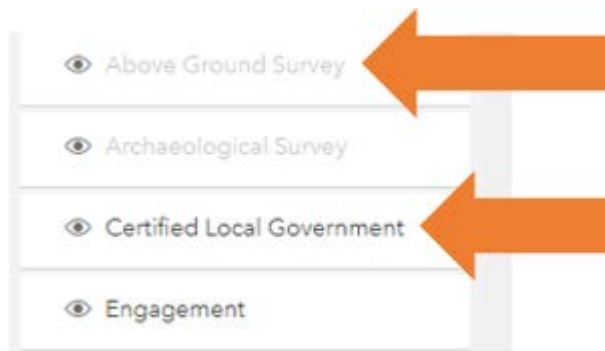 Above Ground Survey
Archaeological Survey
Certified Local Government
Engagement